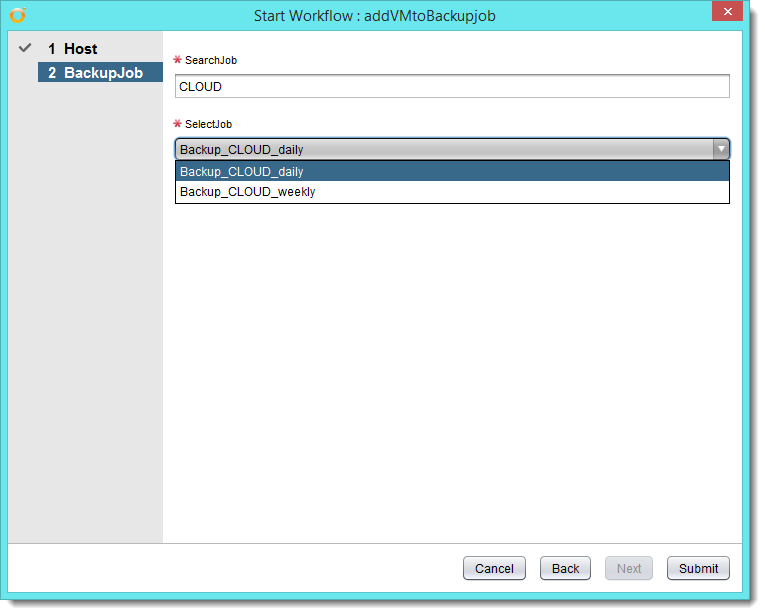 Start Workflow : addVMtoBackupjob
1 Host
2 BackupJob
SearchJob
CLOUD
SelectJob
Backup_CLOUD_daily
Backup_CLOUD_daily
Backup_CLOUD_weekly
Cancel
Back
Next
Submit